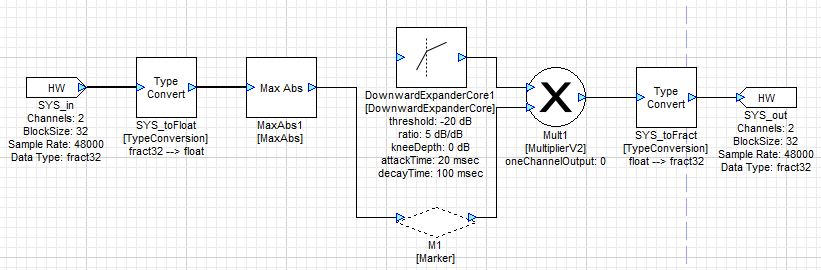 HW
SYS_in
Channels: 2
BlockSize: 32
Sample Rate: 48000
Data Type: fract32
Type
Convert
SYS_toFloat
[TypeConversion]
fract32 --> float
Max Abs
MaxAbs1
[MaxAbs]
DownwardExpanderCore1
[DownwardExpanderCore]
threshold: -20 dB
ratio: 5 dB/dB
kneeDepth: 0 dB
attackTime: 20 msec
decayTime: 100 msec
M1
[Marker]
X
Mult1
[MultiplierV2]
oneChannelOutput: 0
Type
Convert
SYS_toFract
[TypeConversion]
float --> fract32
HW
SYS_out
Channels: 2
BlockSize: 32
Sample Rate: 48000
Data Type: fract32